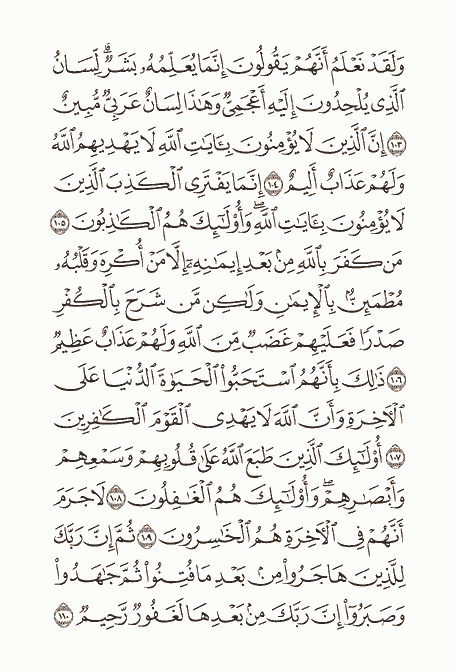 وَلَقَدْ نَعْلَمُ أَنَّهُمْ يَقُولُونَ إِنَّمَا يُعَلِّمُهُۥ بَشَرٌ ۗ لِّسَانُ
ٱلَّذِى يُلْحِدُونَ إِلَيْهِ أَعْجَمِىٌّ وَهَٰذَا لِسَانٌ عَرَبِىٌّ مُّبِينٌ
۝١٠٣ إِنَّ ٱلَّذِينَ لَا يُؤْمِنُونَ بِـَٔايَٰتِ ٱللَّهِ لَا يَهْدِيهِمُ ٱللَّهُ
وَلَهُمْ عَذَابٌ أَلِيمٌ ۝١٠٤ إِنَّمَا يَفْتَرِى ٱلْكَذِبَ ٱلَّذِينَ
لَا يُؤْمِنُونَ بِـَٔايَٰتِ ٱللَّهِ ۖ وَأُو۟لَٰٓئِكَ هُمُ ٱلْكَٰذِبُونَ ۝١٠٥
مَن كَفَرَ بِٱللَّهِ مِنۢ بَعْدِ إِيمَٰنِهِۦٓ إِلَّا مَنْ أُكْرِهَ وَقَلْبُهُۥ
مُطْمَئِنٌّۢ بِٱلْإِيمَٰنِ وَلَٰكِن مَّن شَرَحَ بِٱلْكُفْرِ
صَدْرًا فَعَلَيْهِمْ غَضَبٌ مِّنَ ٱللَّهِ وَلَهُمْ عَذَابٌ عَظِيمٌ
۝١٠٦ ذَٰلِكَ بِأَنَّهُمُ ٱسْتَحَبُّوا۟ ٱلْحَيَوٰةَ ٱلدُّنْيَا عَلَى
ٱلْءَاخِرَةِ وَأَنَّ ٱللَّهَ لَا يَهْدِى ٱلْقَوْمَ ٱلْكَٰفِرِينَ
۝١٠٧ أُو۟لَٰٓئِكَ ٱلَّذِينَ طَبَعَ ٱللَّهُ عَلَىٰ قُلُوبِهِمْ وَسَمْعِهِمْ
وَأَبْصَٰرِهِمْ ۖ وَأُو۟لَٰٓئِكَ هُمُ ٱلْغَٰفِلُونَ ۝١٠٨ لَا جَرَمَ
أَنَّهُمْ فِى ٱلْءَاخِرَةِ هُمُ ٱلْخَٰسِرُونَ ۝١٠٩ ثُمَّ إِنَّ رَبَّكَ
لِلَّذِينَ هَاجَرُوا۟ مِنۢ بَعْدِ مَا فُتِنُوا۟ ثُمَّ جَٰهَدُوا۟
وَصَبَرُوٓا۟ إِنَّ رَبَّكَ مِنۢ بَعْدِهَا لَغَفُورٌ رَّحِيمٌ ۝١١٠